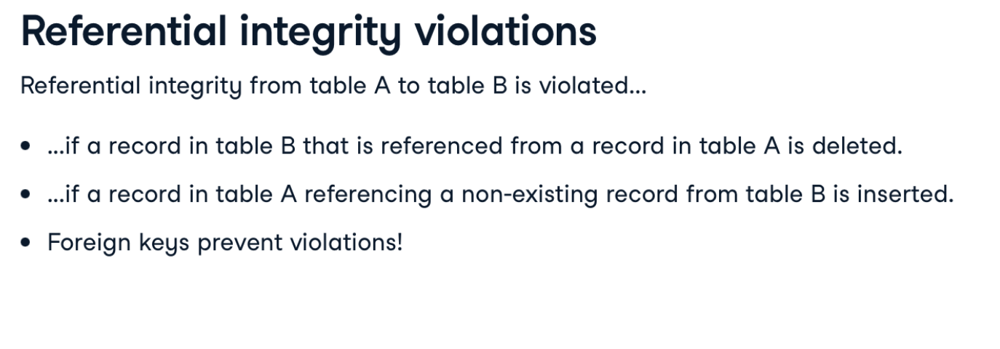 Referential integrity violations
Referential integrity from table A to table B is violated...
• ...if a record in table B that is referenced from a record in table A is deleted.
• ...if a record in table A referencing a non-existing record from table B is inserted.
• Foreign keys prevent violations!